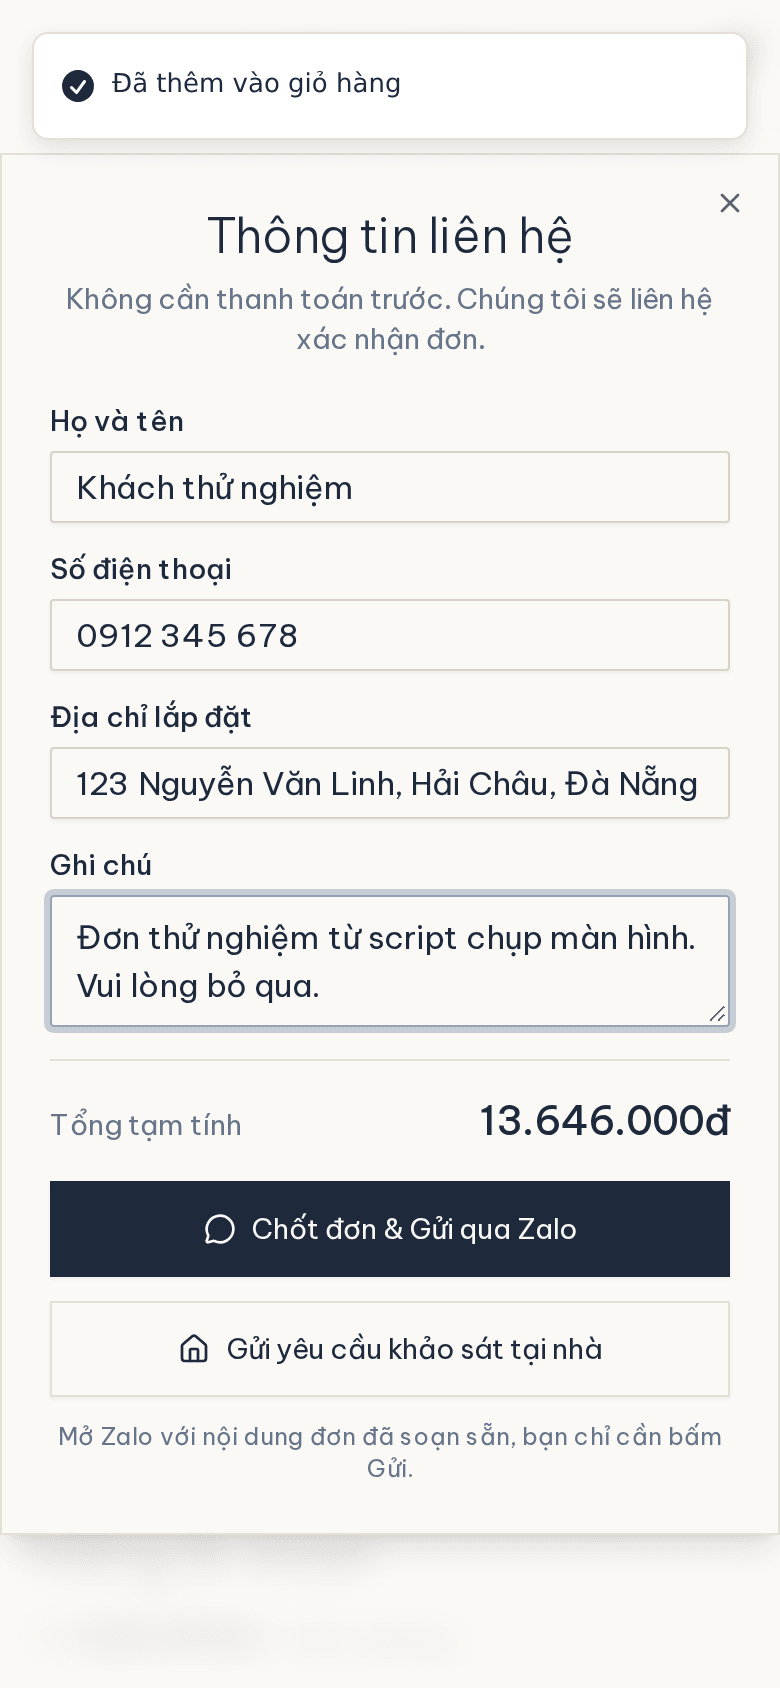 Đã thêm vào giỏ hàng
Thông tin liên hệ
Không cần thanh toán trước. Chúng tôi sẽ liên hệ
xác nhận đơn.
Họ và tên
Khách thử nghiệm
Số điện thoại
0912 345 678
Địa chỉ lắp đặt
123 Nguyễn Văn Linh, Hải Châu, Đà Nẵng
Ghi chú
Đơn thử nghiệm từ script chụp màn hình.
Vui lòng bỏ qua.
Tổng tạm tính
13.646.000đ
Chốt đơn & Gửi qua Zalo
Gửi yêu cầu khảo sát tại nhà
Mở Zalo với nội dung đơn đã soạn sẵn, bạn chỉ cần bấm
Gửi.